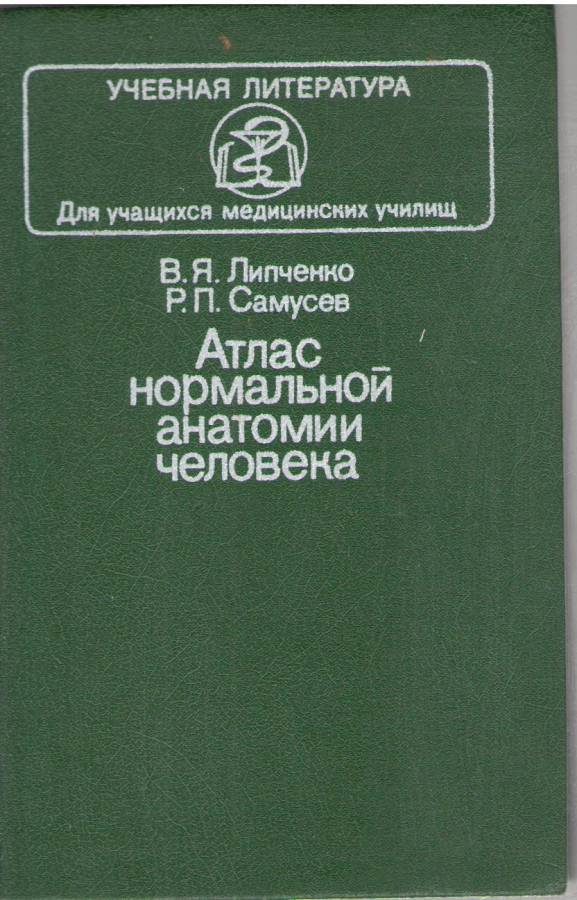 УЧЕБНАЯ ЛИТЕРАТУРА
Для учащихся медицинских училищ
В.Я. Липченко
Р.П. Самусев
Атлас
нормальной
анатомии
человека